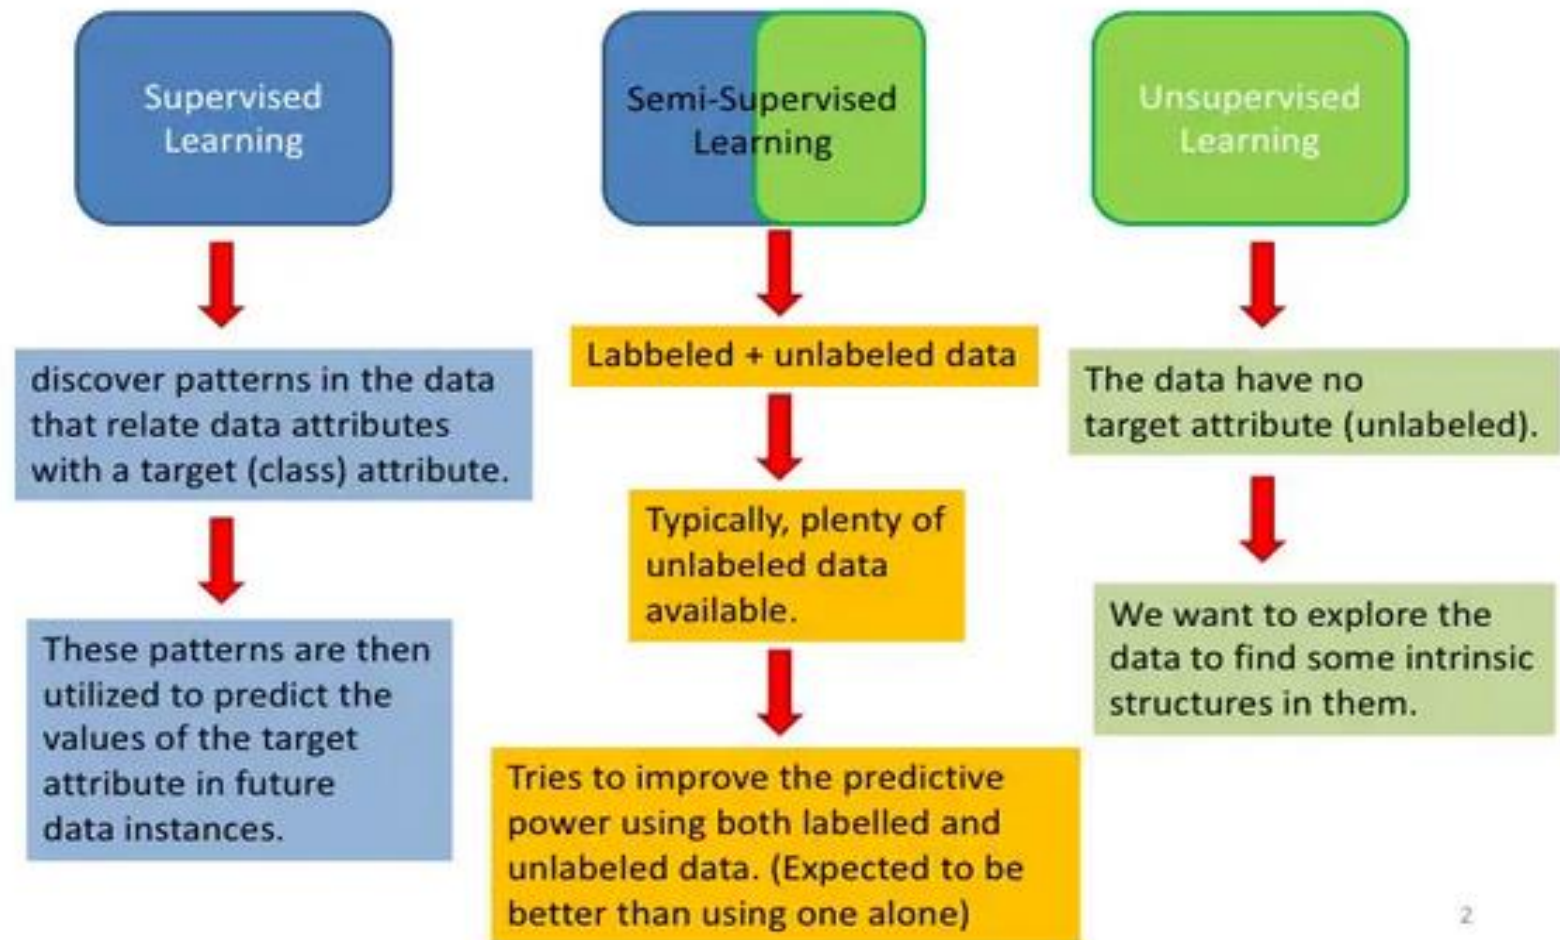 Supervised
Learning
discover patterns in the data
that relate data attributes
with a target (class) attribute.
These patterns are then
utilized to predict the
values of the target
attribute in future
data instances.
Semi-Supervised
Learning
Labbeled + unlabeled data
Typically, plenty of
unlabeled data
available.
Tries to improve the predictive
power using both labelled and
unlabeled data. (Expected to be
better than using one alone)
Unsupervised
Learning
The data have no
target attribute (unlabeled).
We want to explore the
data to find some intrinsic
structures in them.
2